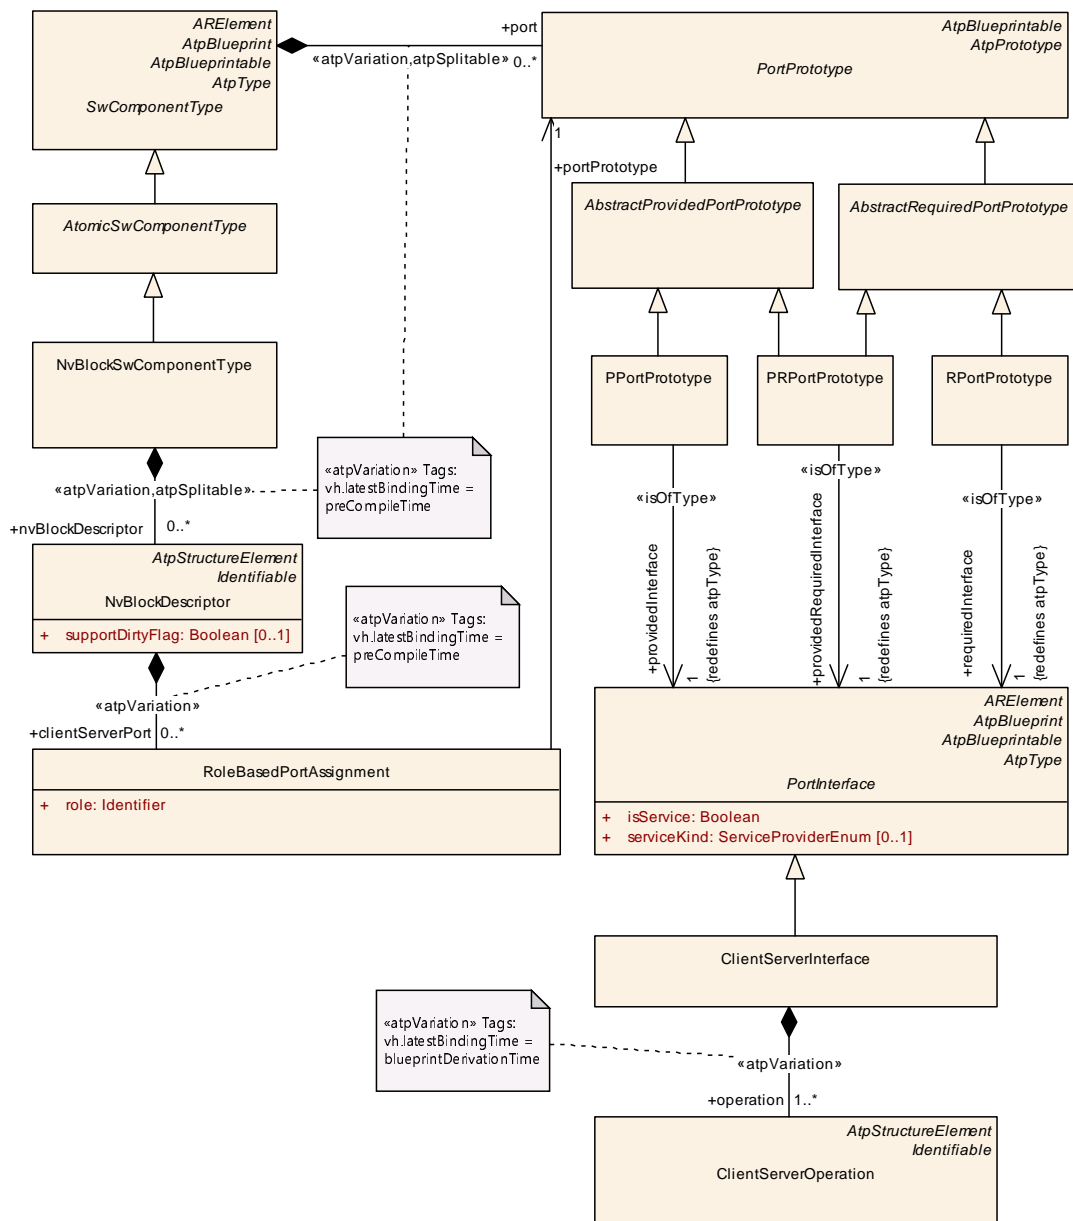 ARElement
AtpBlueprint
AtpBlueprintable
AtpType
SwComponentType
+port
«atpVariation,atpSplitable» 0..*
AtpBlueprintable
AtpPrototype
PortPrototype
1
+portPrototype
AtomicSwComponentType
AbstractProvidedPortPrototype
AbstractRequiredPortPrototype
NvBlockSwComponentType
PPortPrototype
PRPortPrototype
RPortPrototype
«atpVariation» Tags:
vh.latestBindingTime =
preCompileTime
«atpVariation,atpSplitable»
+nvBlockDescriptor 0..*
«isOfType»
«isOfType»
«isOfType»
AtpStructureElement
Identifiable
NvBlockDescriptor
+ supportDirtyFlag: Boolean [0..1]
«atpVariation» Tags:
vh.latestBindingTime =
preCompileTime
+providedInterface
1
{redefines atpType}
+providedRequiredInterface
1
{redefines atpType}
+requiredInterface
1
{redefines atpType}
«atpVariation»
+clientServerPort 0..*
RoleBasedPortAssignment
+ role: Identifier
ARElement
AtpBlueprint
AtpBlueprintable
AtpType
PortInterface
+ isService: Boolean
+ serviceKind: ServiceProviderEnum [0..1]
ClientServerInterface
«atpVariation» Tags:
vh.latestBindingTime =
blueprintDerivationTime
«atpVariation»
+operation 1..*
AtpStructureElement
Identifiable
ClientServerOperation